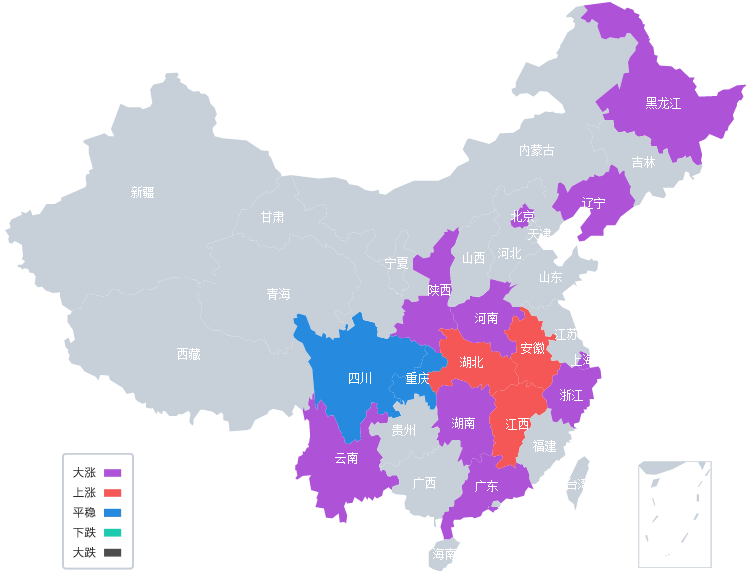 黑龙江
内蒙古
吉林
新疆
辽宁
甘肃
北京
天津
河北
山西
宁夏
山东
陕西
青海
河南
江苏
安徽
西藏
上海
湖北
四川
重庆
浙江
湖南
江西
贵州
福建
云南
广西
广东
台湾
海南
大涨
上涨
平稳
下跌
大跌